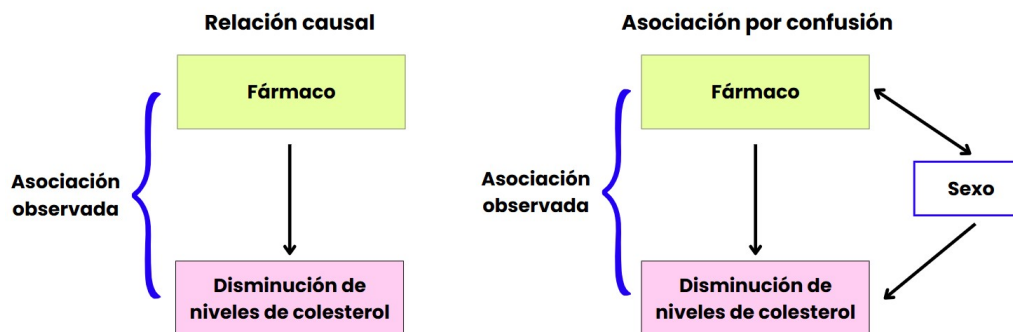 Relación causal
Fármaco
Asociación
observada
Disminución de
niveles de colesterol
Asociación por confusión
Fármaco
Asociación
observada
Sexo
Disminución de
niveles de colesterol